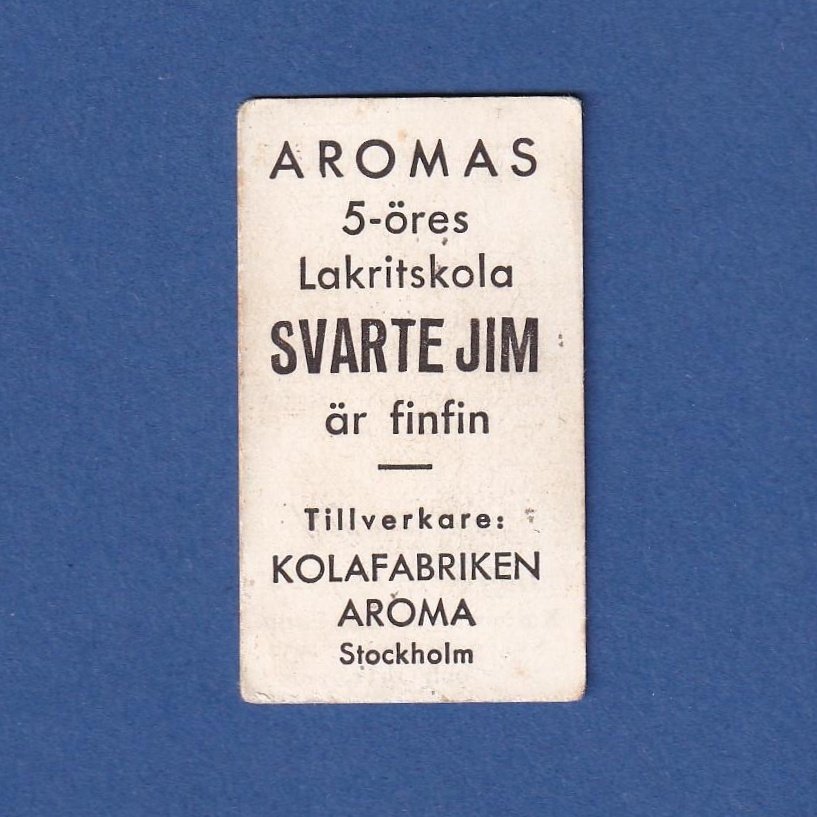 AROMAS
5-öres
Lakritskola
SVARTE JIM
är finfin
Tillverkare:
KOLAFABRIKEN
AROMA
Stockholm